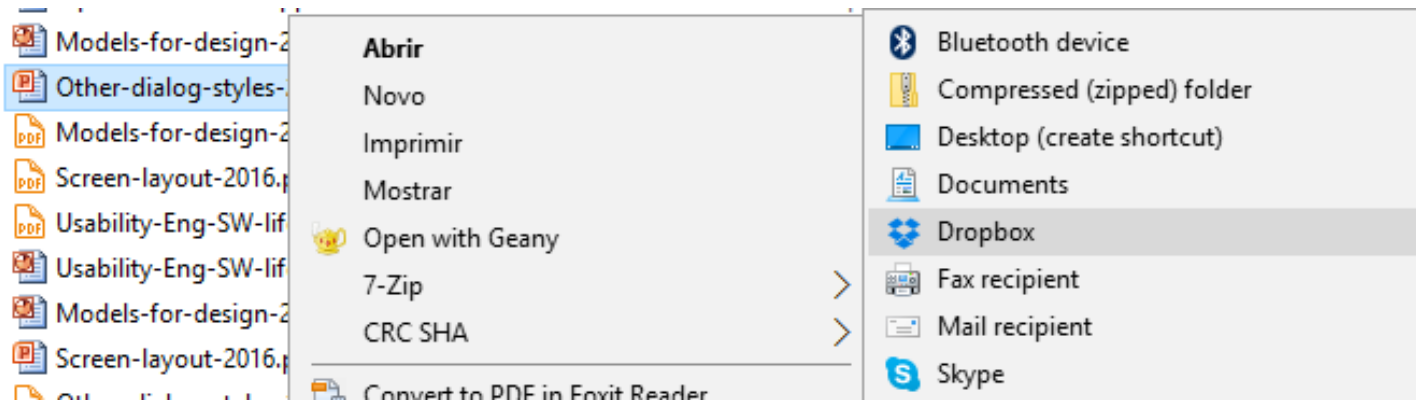 Models-for-design-2
Other-dialog-styles-
Models-for-design-2
Screen-layout-2016.p
Usability-Eng-SW-lif
Usability-Eng-SW-lif
Models-for-design-2
Screen-layout-2016.p
Abrir
Novo
Imprimir
Mostrar
Open with Geany
7-Zip
CRC SHA
Convert to PDF in Foxit Reader
Bluetooth device
Compressed (zipped) folder
Desktop (create shortcut)
Documents
Dropbox
Fax recipient
Mail recipient
Skype